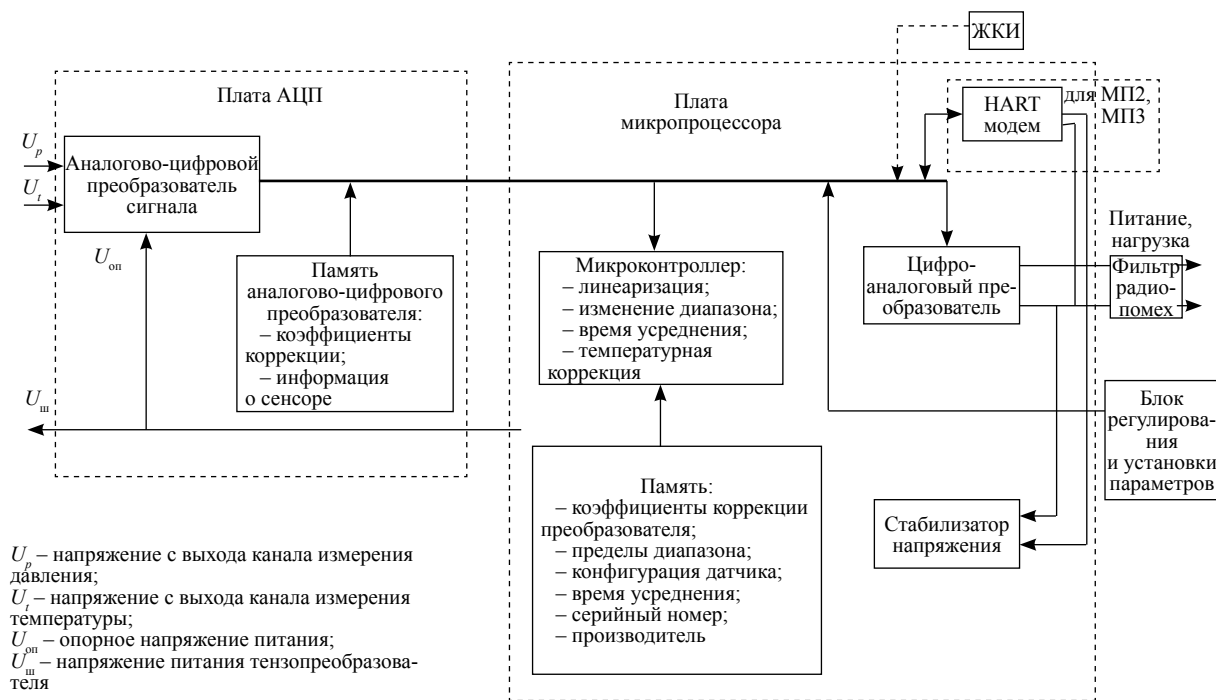 ЖКИ
Плата АЦП
Плата
микропроцессора
HART
модем
для МП2,
МП3
U_p
U_t
Аналогово-цифровой
преобразователь
сигнала
U_оп
Память
аналогово-цифрового
преобразователя:
– коэффициенты
коррекции;
– информация
о сенсоре
Микроконтроллер:
– линеаризация;
– изменение диапазона;
– время усреднения;
– температурная
коррекция
Цифро-
аналоговый пре-
образователь
Питание,
нагрузка
Фильтр
радио-
помех
U_ш
Блок
регулирова-
ния
и установки
параметров
Память:
– коэффициенты коррекции
преобразователя;
– пределы диапазона;
– конфигурация датчика;
– время усреднения;
– серийный номер;
– производитель
Стабилизатор
напряжения
U_p – напряжение с выхода канала измерения
давления;
U_t – напряжение с выхода канала измерения
температуры;
U_оп – опорное напряжение питания;
U_ш – напряжение питания тензопреобразова-
теля